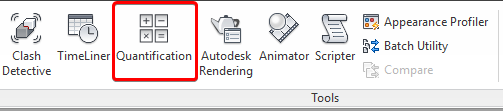 Clash
Detective
TimeLiner
Quantification
Autodesk
Rendering
Animator
Scripter
Appearance Profiler
Batch Utility
Compare
Tools